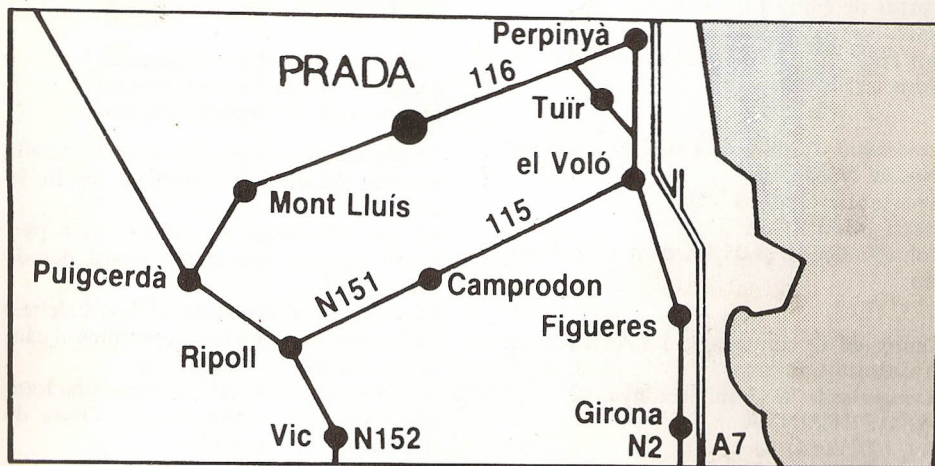 Perpinyà
PRADA
116
Tuïr
el Voló
Mont Lluís
115
Puigcerdà
N151
Camprodon
Figueres
Ripoll
Girona
Vic
N152
N2
A7